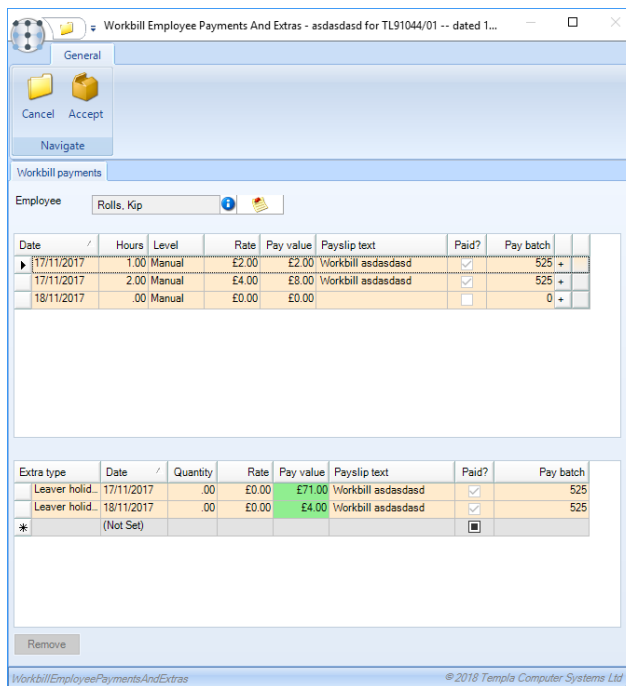 Workbill Employee Payments And Extras - asdasdasd for TL91044/01 -- dated 1...
General
Cancel Accept
Navigate
Workbill payments
Employee Rolls, Kip
Date Hours Level Rate Pay value Payslip text Paid? Pay batch
17/11/2017 1.00 Manual £2.00 £2.00 Workbill asdasdasd 525 +
17/11/2017 2.00 Manual £4.00 £8.00 Workbill asdasdasd 525 +
18/11/2017 .00 Manual £0.00 £0.00 0 +
Extra type Date Quantity Rate Pay value Payslip text Paid? Pay batch
Leaver holid... 17/11/2017 .00 £0.00 £71.00 Workbill asdasdasd 525
Leaver holid... 18/11/2017 .00 £0.00 £4.00 Workbill asdasdasd 525
(Not Set)
Remove
WorkbillEmployeePaymentsAndExtras © 2018 Templa Computer Systems Ltd